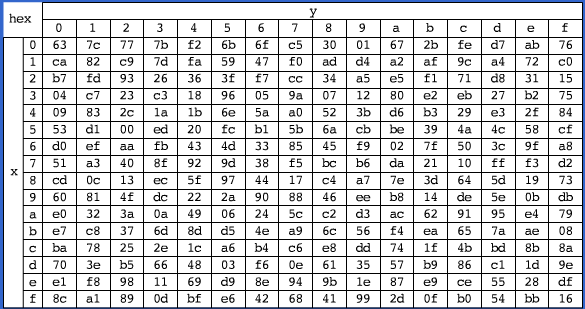 hex y
0 1 2 3 4 5 6 7 8 9 a b c d e f
0 63 7c 77 7b f2 6b 6f c5 30 01 67 2b fe d7 ab 76
1 ca 82 c9 7d fa 59 47 f0 ad d4 a2 af 9c a4 72 c0
2 b7 fd 93 26 36 3f f7 cc 34 a5 e5 f1 71 d8 31 15
3 04 c7 23 c3 18 96 05 9a 07 12 80 e2 eb 27 b2 75
4 09 83 2c 1a 1b 6e 5a a0 52 3b d6 b3 29 e3 2f 84
5 53 d1 00 ed 20 fc b1 5b 6a cb be 39 4a 4c 58 cf
6 d0 ef aa fb 43 4d 33 85 45 f9 02 7f 50 3c 9f a8
x 7 51 a3 40 8f 92 9d 38 f5 bc b6 da 21 10 ff f3 d2
8 cd 0c 13 ec 5f 97 44 17 c4 a7 7e 3d 64 5d 19 73
9 60 81 4f dc 22 2a 90 88 46 ee b8 14 de 5e 0b db
a e0 32 3a 0a 49 06 24 5c c2 d3 ac 62 91 95 e4 79
b e7 c8 37 6d 8d d5 4e a9 6c 56 f4 ea 65 7a ae 08
c ba 78 25 2e 1c a6 b4 c6 e8 dd 74 1f 4b bd 8b 8a
d 70 3e b5 66 48 03 f6 0e 61 35 57 b9 86 c1 1d 9e
e e1 f8 98 11 69 d9 8e 94 9b 1e 87 e9 ce 55 28 df
f 8c a1 89 0d bf e6 42 68 41 99 2d 0f b0 54 bb 16